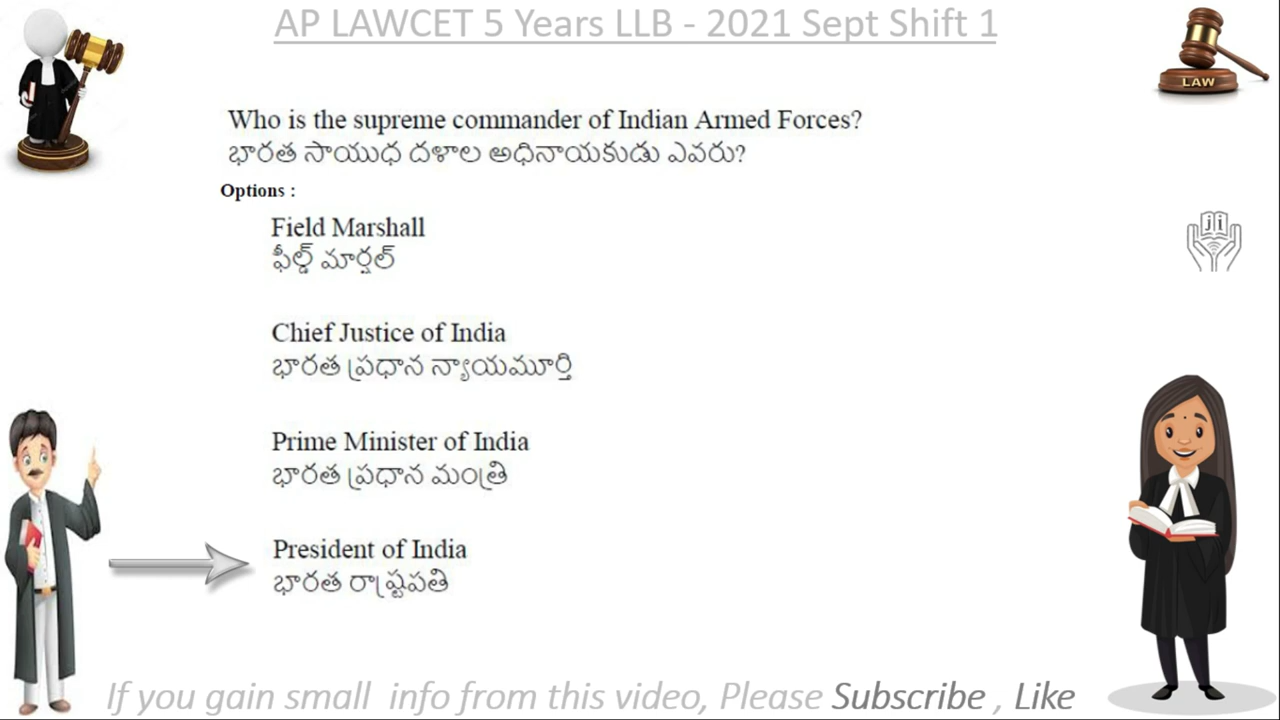 AP LAWCET 5 Years LLB - 2021 Sept Shift 1
LAW
Who is the supreme commander of Indian Armed Forces?
భారత సాయుధ దళాల అధినాయకుడు ఎవరు?
Options :
Field Marshall
ఫీల్డ్ మార్షల్
ji
Chief Justice of India
భారత ప్రధాన న్యాయమూర్తి
Prime Minister of India
భారత ప్రధాన మంత్రి
President of India
భారత రాష్ట్రపతి
If you gain small  info from this video, Please Subscribe , Like